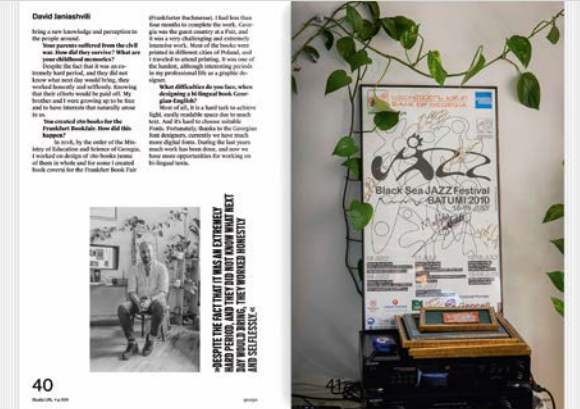 David Janiashvili
bring a new knowledge and perception to
the people around.
Your parents suffered from the civil
war. How did they survive? What are
your childhood memories?
Despite the fact that it was an ex-
tremely hard period, and they did not
know what next day would bring, they
worked honestly and selflessly. Knowing
that their efforts would be paid off. My
brother and I were growing up to be free
and to have interests that naturally arose
in us.
You created 180 books for the
Frankfurt Bookfair. How did this
happen?
In 2018, by the order of the Min-
istry of Education and Science of Georgia,
I worked on design of 180 books (some
of them in whole and for some I created
book covers) for the Frankfurt Book Fair
(Frankfurter Buchmesse). I had less than
four months to complete the work. Geor-
gia was the guest country at a Fair, and
it was a very challenging and extremely
intensive work. Most of the books were
printed in different cities of Poland, and
I traveled to attend printing. It was one of
the hardest, although interesting periods
in my professional life as a graphic de-
signer.
What difficulties do you face, when
designing a bi-lingual book Geor-
gian-English?
Most of all, it is a hard task to achieve
light, easily readable space due to much
text. And it's hard to choose suitable
Fonts. Fortunately, thanks to the Georgian
font designers, currently we have much
more digital fonts. During the last years
much work has been done, and now we
have more opportunities for working on
bi-lingual texts.
»DESPITE THE FACT THAT IT WAS AN EXTREMELY
HARD PERIOD, AND THEY DID NOT KNOW WHAT NEXT
DAY WOULD BRING, THEY WORKED HONESTLY
AND SELFLESSLY.«
40
georgia
BANK OF GEORGIA
JAZZ
Black Sea JAZZ Festival
BATUMI 2010
41